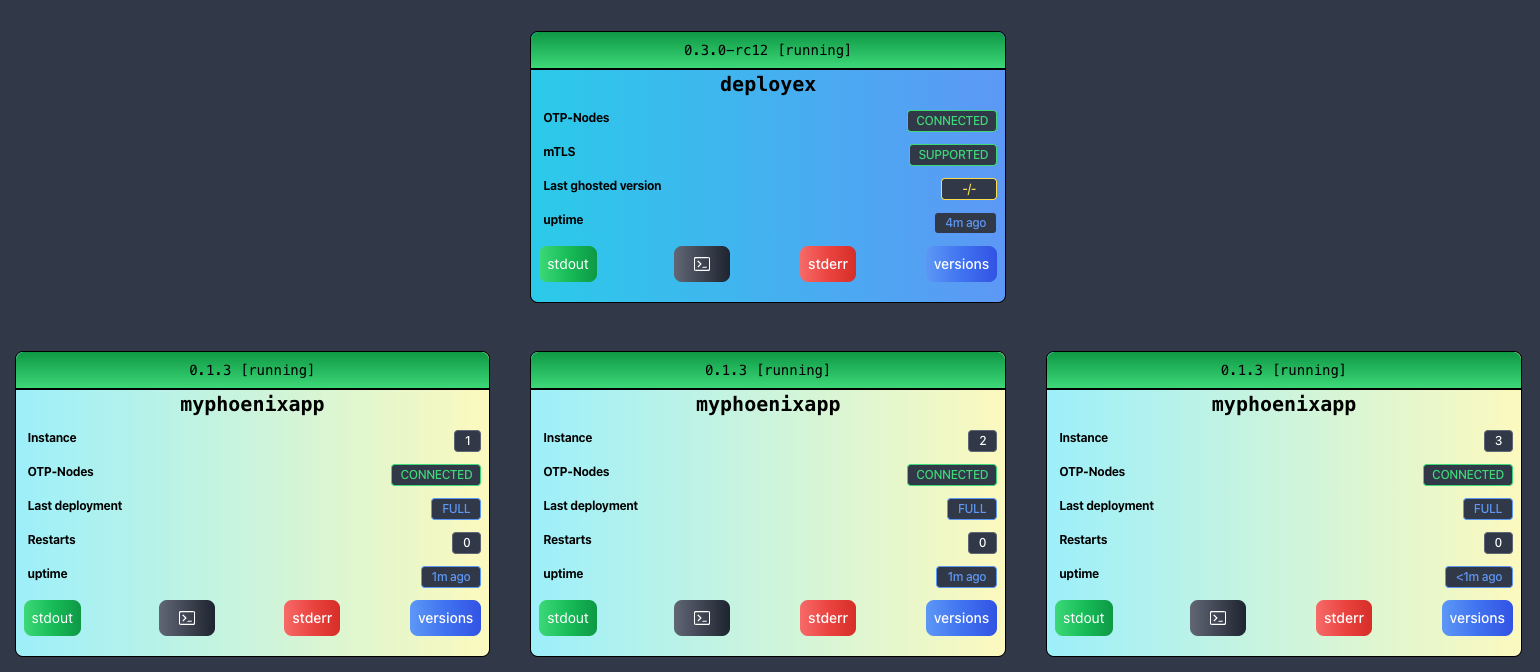 0.3.0-rc12 [running]
deployex
OTP-Nodes CONNECTED
mTLS SUPPORTED
Last ghosted version -/-
uptime 4m ago
stdout stderr versions
0.1.3 [running]
myphoenixapp
Instance 1
OTP-Nodes CONNECTED
Last deployment FULL
Restarts 0
uptime 1m ago
stdout stderr versions
0.1.3 [running]
myphoenixapp
Instance 2
OTP-Nodes CONNECTED
Last deployment FULL
Restarts 0
uptime 1m ago
stdout stderr versions
0.1.3 [running]
myphoenixapp
Instance 3
OTP-Nodes CONNECTED
Last deployment FULL
Restarts 0
uptime <1m ago
stdout stderr versions